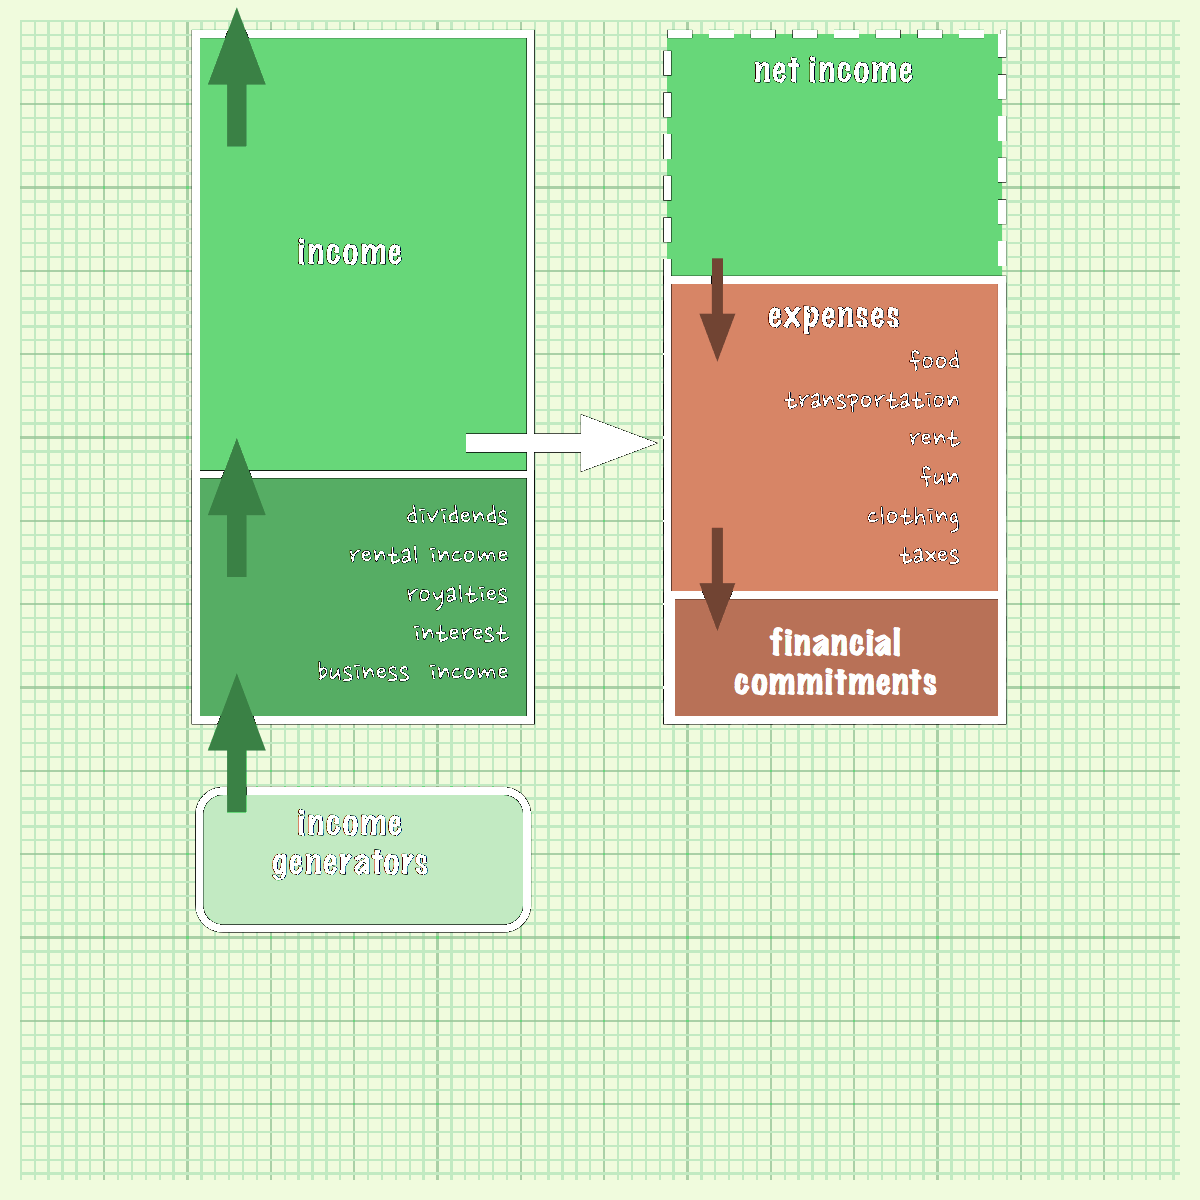 income
dividends
rental income
royalties
interest
business income
income
generators
net income
expenses
food
transportation
rent
fun
clothing
taxes
financial
commitments